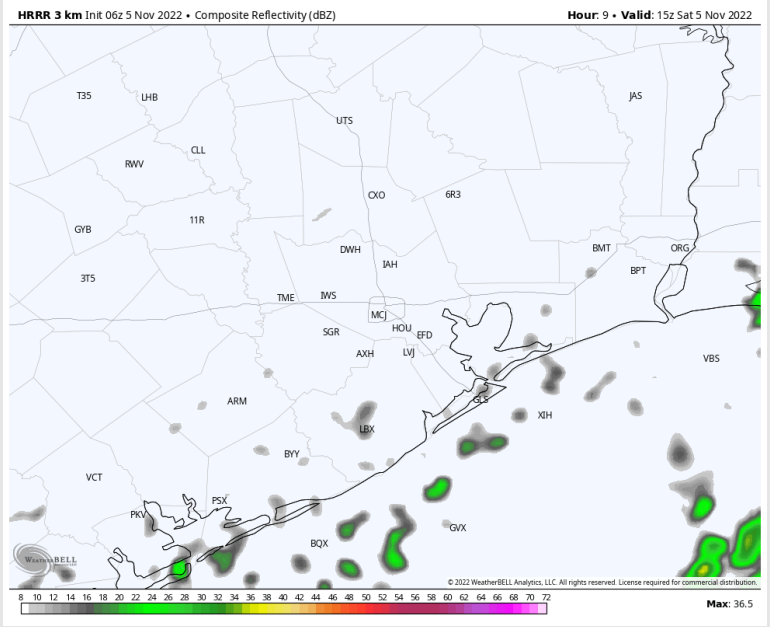 HRRR 3 km Init 06z 5 Nov 2022 • Composite Reflectivity (dBZ) Hour: 9 • Valid: 15z Sat 5 Nov 2022
T35 LHB JAS
UTS
CLL
RWV
CXO 6R3
11R
GYB
DWH BMT ORG
IAH BPT
3T5
TME IWS
MCJ
SGR HOU EFD
AXH LVJ VBS
ARM GLS
XIH
LBX
BYY
VCT
PSX
PKV
GVX
BQX
WEATHERBELL
© 2022 WeatherBELL Analytics, LLC. All rights reserved. License required for commercial distribution.
8 10 12 14 16 18 20 22 24 26 28 30 32 34 36 38 40 42 44 46 48 50 52 54 56 58 60 62 64 66 68 70 72
Max: 36.5